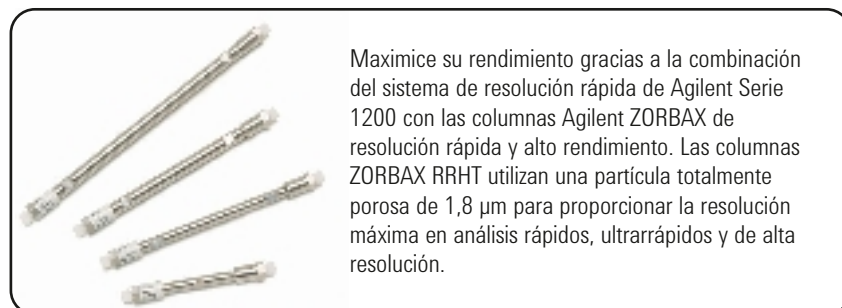 Maximice su rendimiento gracias a la combinación
del sistema de resolución rápida de Agilent Serie
1200 con las columnas Agilent ZORBAX de
resolución rápida y alto rendimiento. Las columnas
ZORBAX RRHT utilizan una partícula totalmente
porosa de 1,8 µm para proporcionar la resolución
máxima en análisis rápidos, ultrarrápidos y de alta
resolución.